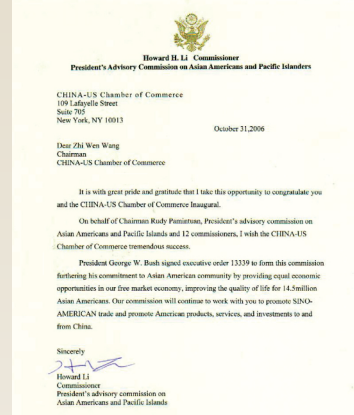 Howard H. Li Commissioner
President's Advisory Commission on Asian Americans and Pacific Islanders
CHINA-US Chamber of Commerce
109 Lafayelle Street
Suite 705
New York, NY 10013
October 31,2006
Dear Zhi Wen Wang
Chairman
CHINA-US Chamber of Commerce
It is with great pride and gratitude that I take this opportunity to congratulate you
and the CHINA-US Chamber of Commerce Inaugural.
On behalf of Chairman Rudy Pamintuan, President's advisory commission on
Asian Americans and Pacific Islands and 12 commissioners, I wish the CHINA-US
Chamber of Commerce tremendous success.
President George W. Bush signed executive order 13339 to form this commission
furthering his commitment to Asian American community by providing equal economic
opportunities in our free market economy, improving the quality of life for 14.5million
Asian Americans. Our commission will continue to work with you to promote SINO-
AMERICAN trade and promote American products, services, and investments to and
from China.
Sincerely
Howard Li
Commissioner
President's advisory commission on
Asian Americans and Pacific Islands